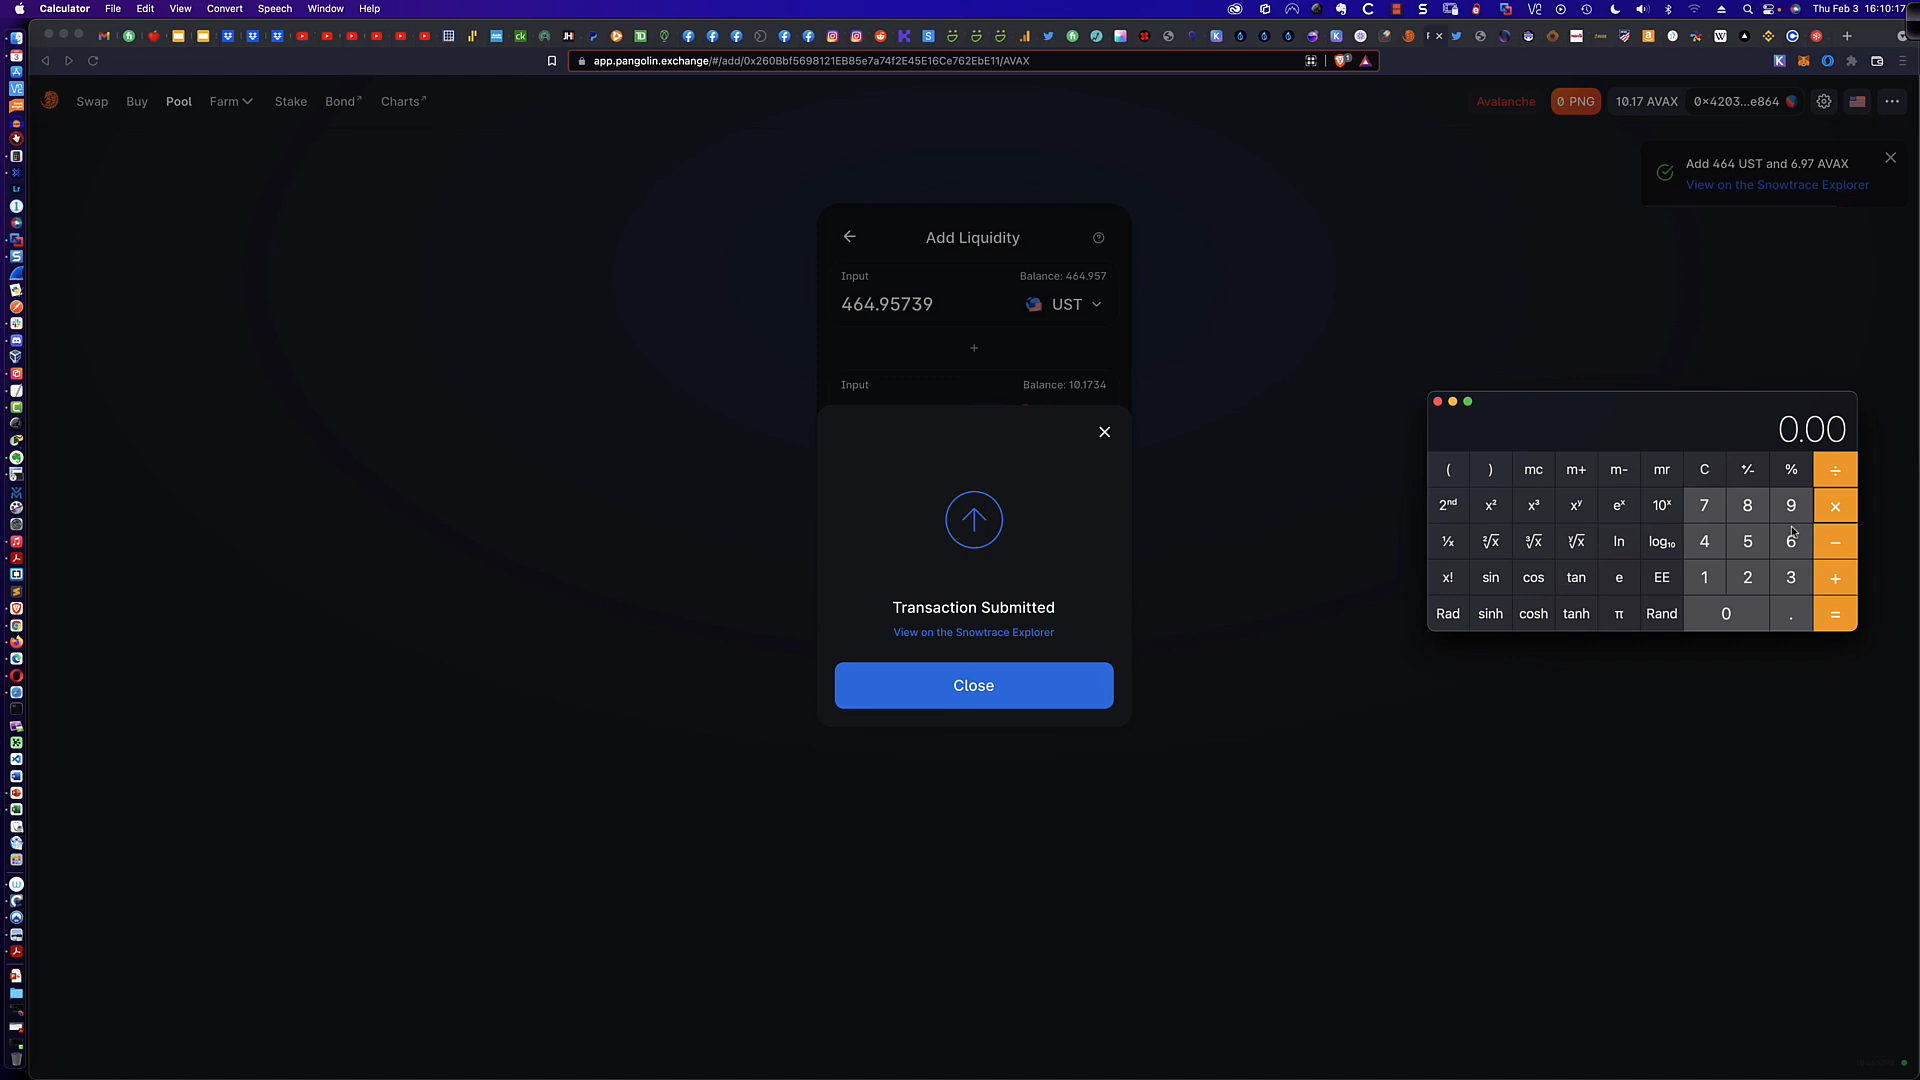 Calculator File Edit View Convert Speech Window Help
Thu Feb 3 16:10:17
app.pangolin.exchange/#/add/0x260Bbf5698121EB85e7a74f2E45E16Ce762EbE11/AVAX
Swap Buy Pool Farm Stake Bond↗ Charts↗
Avalanche 0 PNG 10.17 AVAX 0×4203...e864
Add 464 UST and 6.97 AVAX
View on the Snowtrace Explorer
Add Liquidity
Input Balance: 464.957
464.95739 UST
+
Input Balance: 10.1734
Transaction Submitted
View on the Snowtrace Explorer
Close
0.00
( ) mc m+ m- mr C +/- % ÷
2nd x² x³ xʸ eˣ 10ˣ 7 8 9 ×
1/x ²√x ³√x ʸ√x ln log₁₀ 4 5 6 −
x! sin cos tan e EE 1 2 3 +
Rad sinh cosh tanh π Rand 0 . =